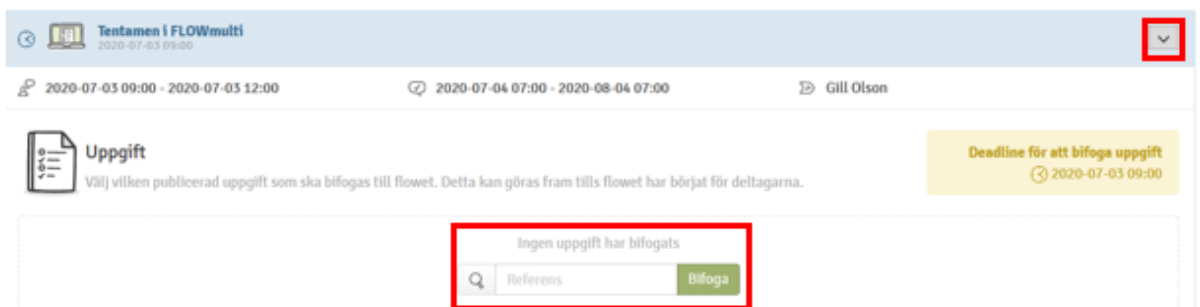 Tentamen i FLOWmulti
2020-07-03 09:00
2020-07-03 09:00 - 2020-07-03 12:00
2020-07-04 07:00 - 2020-08-04 07:00
Gill Olson
Uppgift
Välj vilken publicerad uppgift som ska bifogas till flowet. Detta kan göras fram tills flowet har börjat för deltagarna.
Deadline för att bifoga uppgift
2020-07-03 09:00
Ingen uppgift har bifogats
Referens
Bifoga